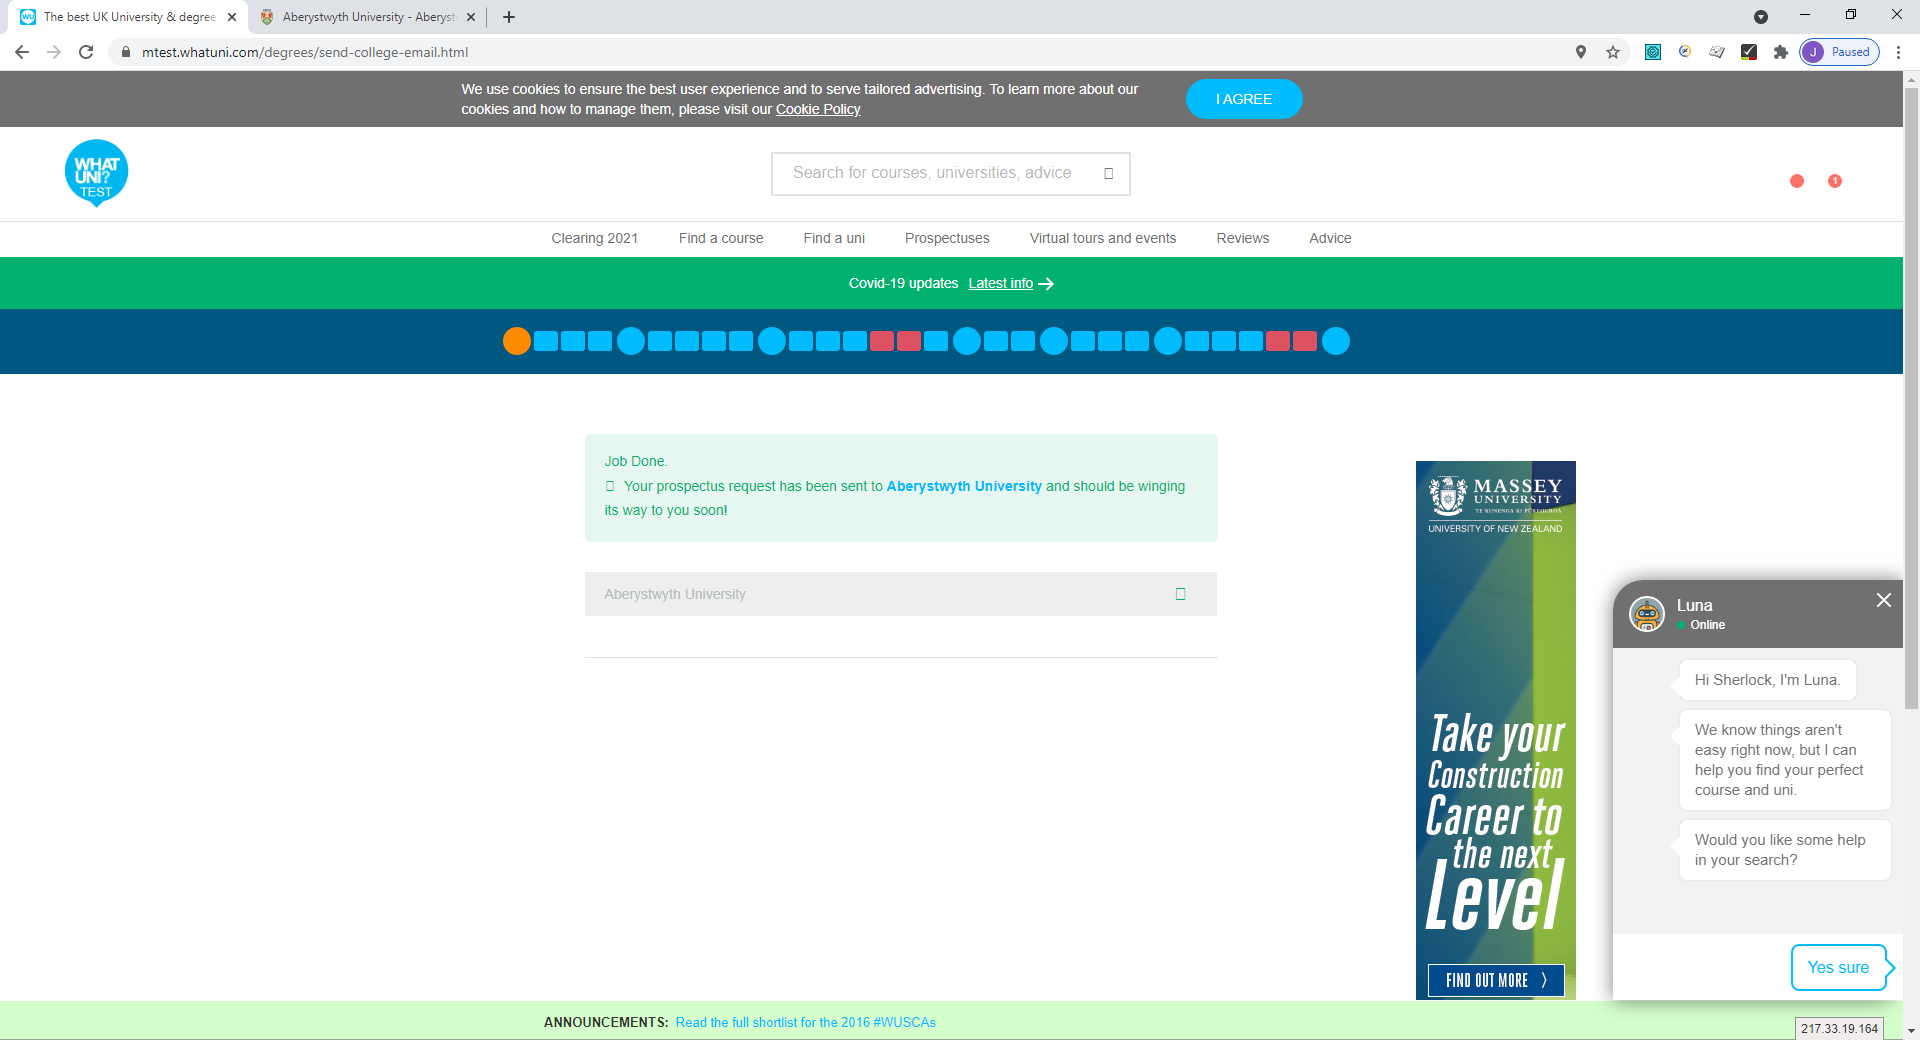 The best UK University & degree
Aberystwyth University - Aberyst
mtest.whatuni.com/degrees/send-college-email.html
J Paused
We use cookies to ensure the best user experience and to serve tailored advertising. To learn more about our
cookies and how to manage them, please visit our Cookie Policy
I AGREE
WHAT
UNI?
TEST
Search for courses, universities, advice
1
Clearing 2021 Find a course Find a uni Prospectuses Virtual tours and events Reviews Advice
Covid-19 updates Latest info
Job Done.
Your prospectus request has been sent to Aberystwyth University and should be winging
its way to you soon!
Aberystwyth University
MASSEY
UNIVERSITY
TE KUNENGA KI PŪREHUROA
UNIVERSITY OF NEW ZEALAND
Take your
Construction
Career to
the next
Level
FIND OUT MORE
Luna
Online
Hi Sherlock, I'm Luna.
We know things aren't
easy right now, but I can
help you find your perfect
course and uni.
Would you like some help
in your search?
Yes sure
ANNOUNCEMENTS: Read the full shortlist for the 2016 #WUSCAs
217.33.19.164